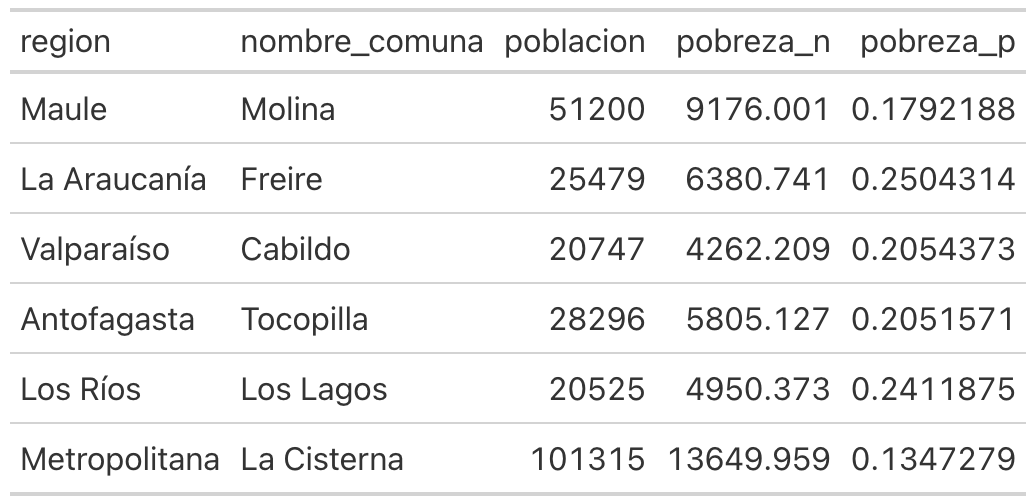 region nombre_comuna poblacion pobreza_n pobreza_p
Maule Molina 51200 9176.001 0.1792188
La Araucanía Freire 25479 6380.741 0.2504314
Valparaíso Cabildo 20747 4262.209 0.2054373
Antofagasta Tocopilla 28296 5805.127 0.2051571
Los Ríos Los Lagos 20525 4950.373 0.2411875
Metropolitana La Cisterna 101315 13649.959 0.1347279